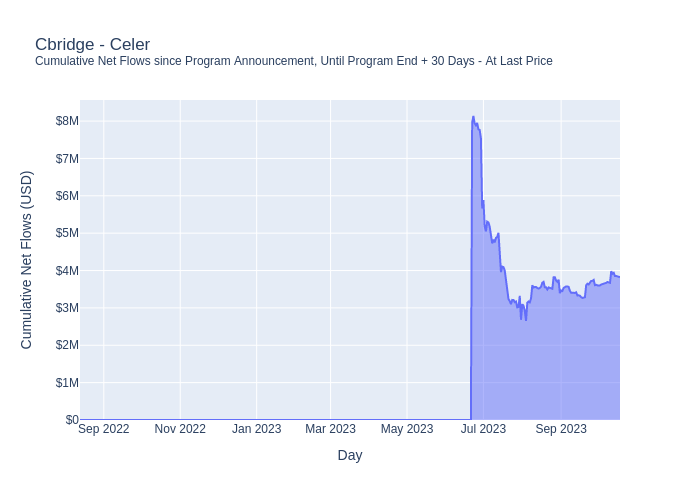 Cbridge - Celer
Cumulative Net Flows since Program Announcement, Until Program End + 30 Days - At Last Price
Cumulative Net Flows (USD)
$8M
$7M
$6M
$5M
$4M
$3M
$2M
$1M
$0
Sep 2022 Nov 2022 Jan 2023 Mar 2023 May 2023 Jul 2023 Sep 2023
Day